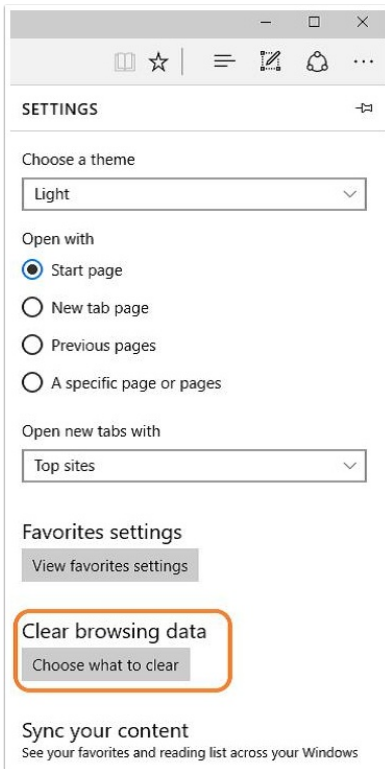 SETTINGS
Choose a theme
Light
Open with
Start page
New tab page
Previous pages
A specific page or pages
Open new tabs with
Top sites
Favorites settings
View favorites settings
Clear browsing data
Choose what to clear
Sync your content
See your favorites and reading list across your Windows